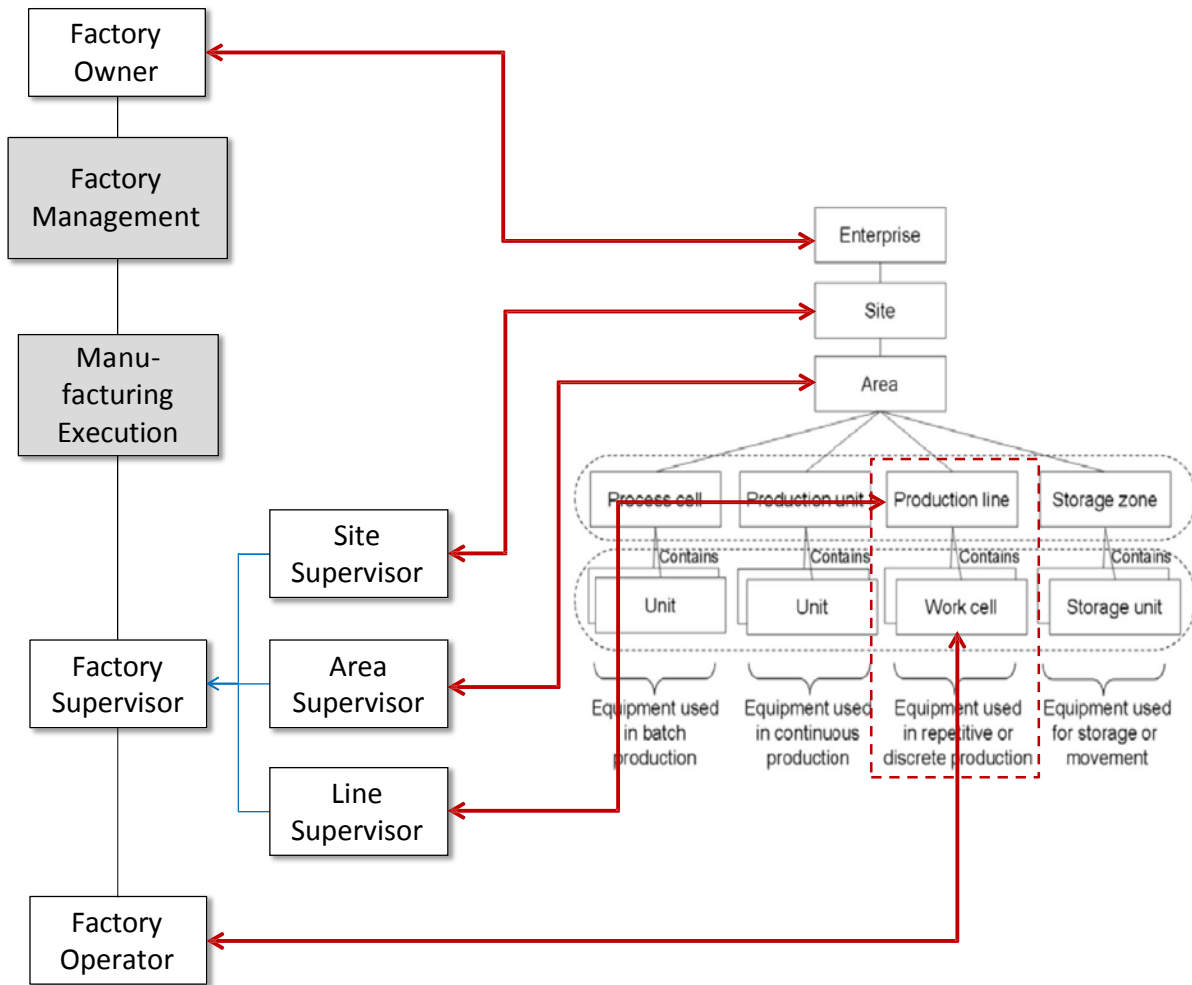 Factory
Owner
Factory
Management
Manu-
facturing
Execution
Factory
Supervisor
Factory
Operator
Site
Supervisor
Area
Supervisor
Line
Supervisor
Enterprise
Site
Area
Process cell
Production unit
Production line
Storage zone
Contains
Contains
Contains
Contains
Unit
Unit
Work cell
Storage unit
Equipment used
in batch
production
Equipment used
in continuous
production
Equipment used
in repetitive or
discrete production
Equipment used
for storage or
movement